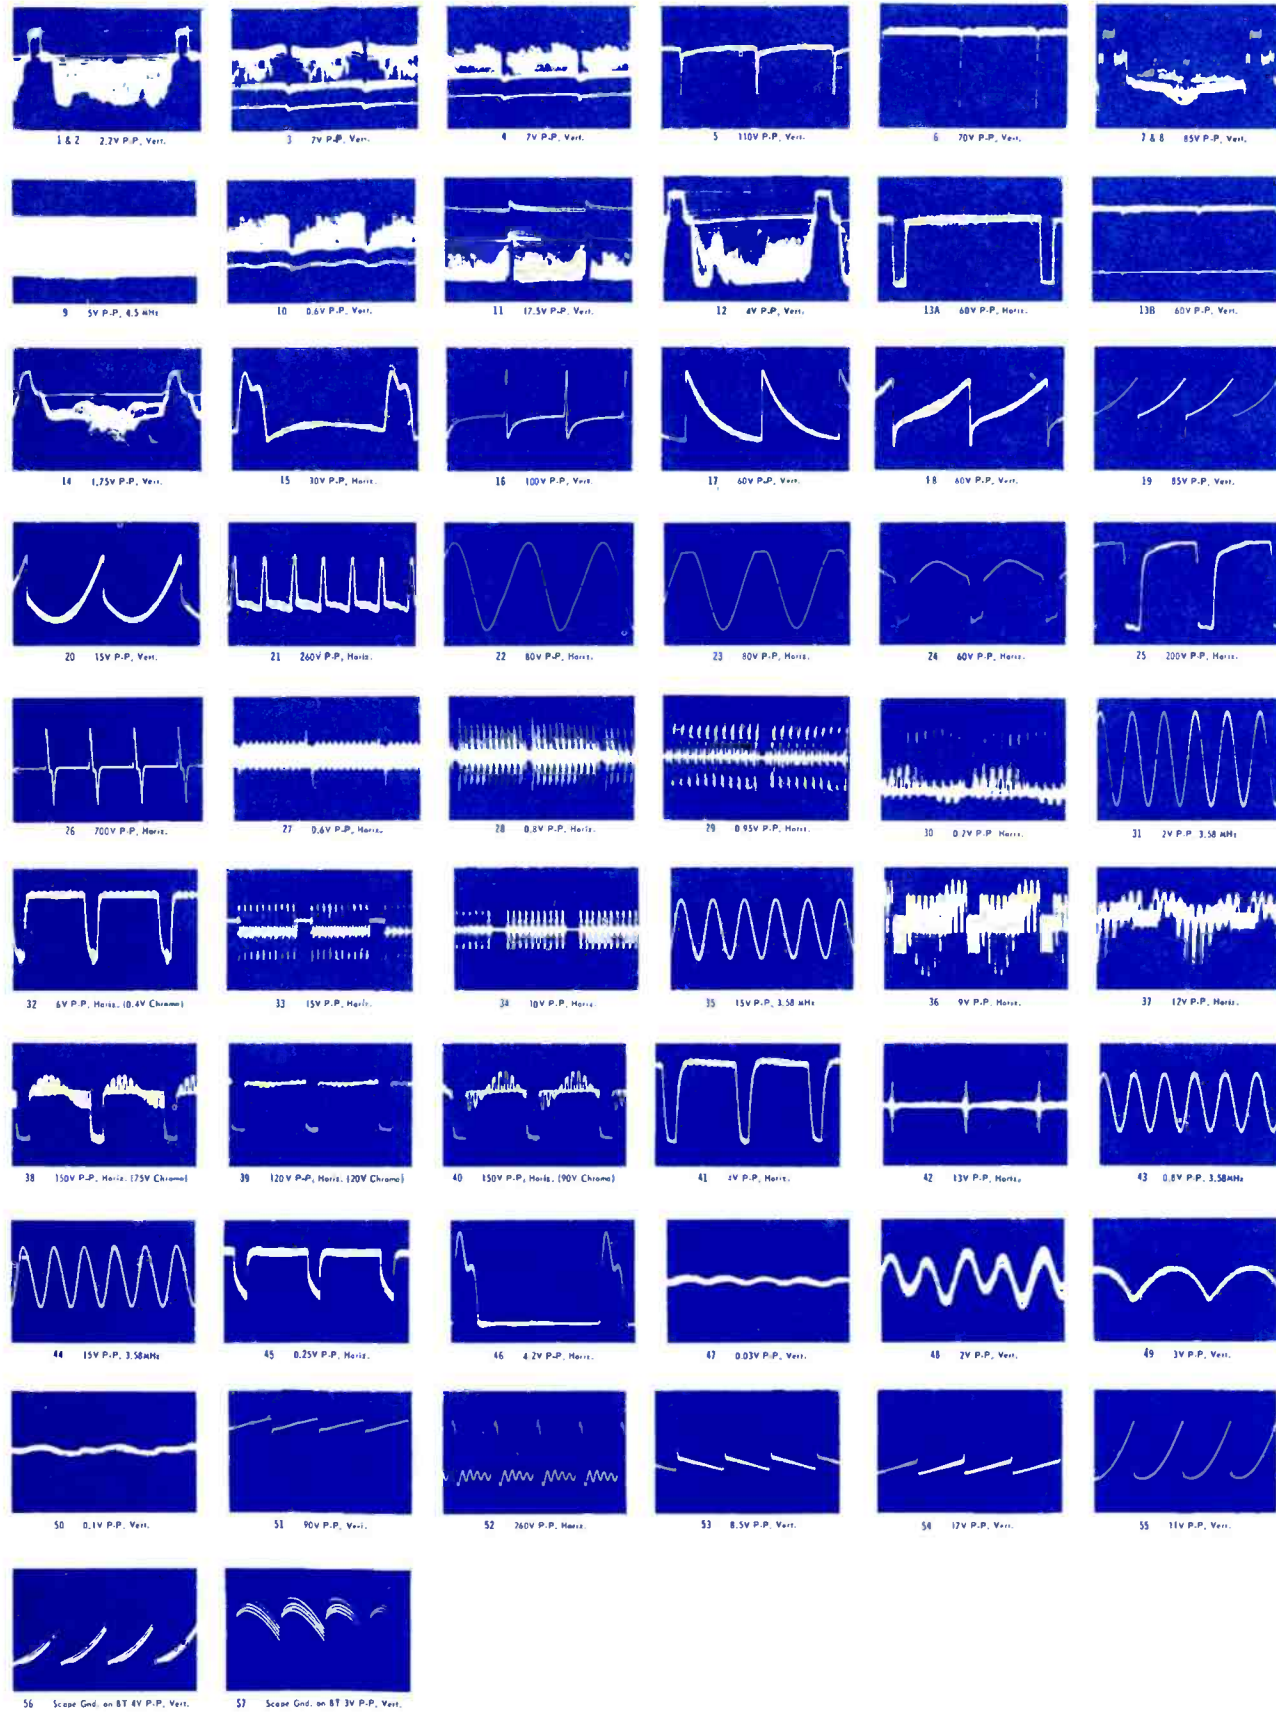 1 & 2 2.2V P-P, Vert.
3 7V P-P, Vert.
4 7V P-P, Vert.
5 110V P-P, Vert.
6 70V P-P, Vert.
7 & 8 85V P-P, Vert.
9 5V P-P, 4.5 MHz
10 0.6V P-P, Vert.
11 17.5V P-P, Vert.
12 4V P-P, Vert.
13A 60V P-P, Horiz.
13B 60V P-P, Vert.
14 1.75V P-P, Vert.
15 30V P-P, Horiz.
16 100V P-P, Vert.
17 60V P-P, Vert.
18 60V P-P, Vert.
19 85V P-P, Vert.
20 15V P-P, Vert.
21 260V P-P, Horiz.
22 80V P-P, Horiz.
23 80V P-P, Horiz.
24 60V P-P, Horiz.
25 200V P-P, Horiz.
26 700V P-P, Horiz.
27 0.6V P-P, Horiz.
28 0.8V P-P, Horiz.
29 0.95V P-P, Horiz.
30 0.2V P-P Horiz.
31 2V P-P 3.58 MHz
32 6V P-P, Horiz. (0.4V Chroma)
33 15V P-P, Horiz.
34 10V P-P, Horiz.
35 15V P-P, 3.58 MHz
36 9V P-P, Horiz.
37 12V P-P, Horiz.
38 150V P-P, Horiz. (75V Chroma)
39 120V P-P, Horiz. (20V Chroma)
40 150V P-P, Horiz. (90V Chroma)
41 P-P, Horiz.
42 13V P-P, Horiz.
43 0.8V P-P, 3.58MHz
44 15V P-P, 3.58MHz
45 0.25V P-P, Horiz.
46 4.2V P-P, Horiz.
47 0.03V P-P, Vert.
48 2V P-P, Vert.
49 3V P-P, Vert.
50 0.1V P-P, Vert.
51 90V P-P, Vert.
52 260V P-P, Horiz.
53 8.5V P-P, Vert.
54 17V P-P, Vert.
55 11V P-P, Vert.
56 Scope Gnd. on BT 4V P-P, Vert.
57 Scope Gnd. on BT 3V P-P, Vert.